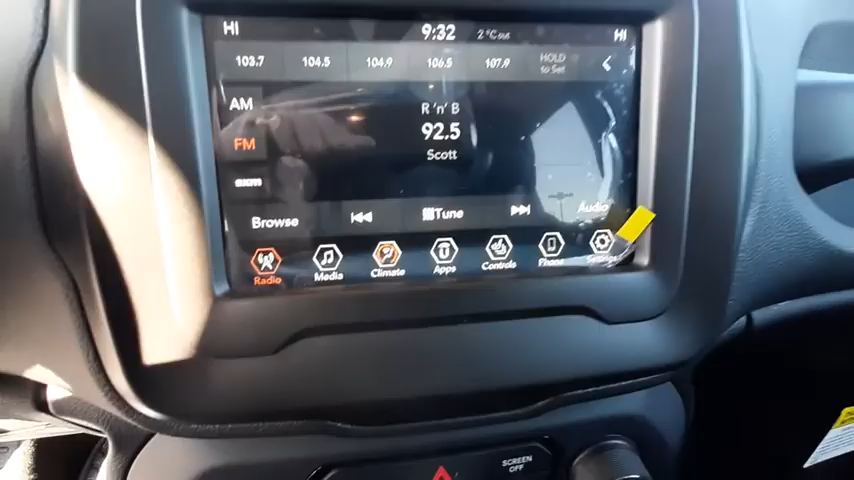 HI 9:32 2°C out HI
103.7 104.5 104.9 106.5 107.9 HOLD to Set
AM
R 'n' B
FM
92.5
Scott
sxm
Browse Tune Audio
Radio Media Climate Apps Controls Phone Settings
SCREEN
OFF